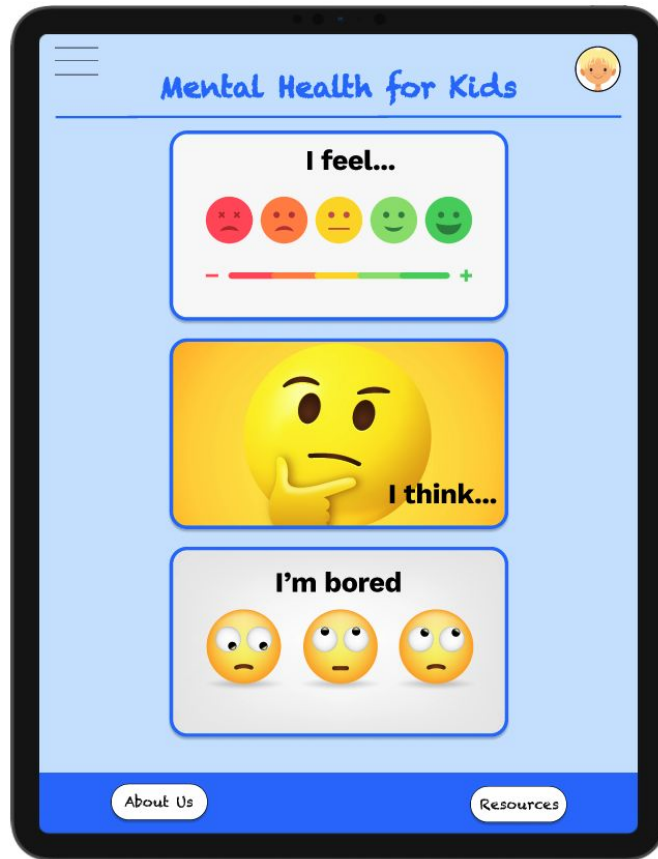 Mental Health for Kids
I feel...
- +
I think...
I'm bored
About Us
Resources